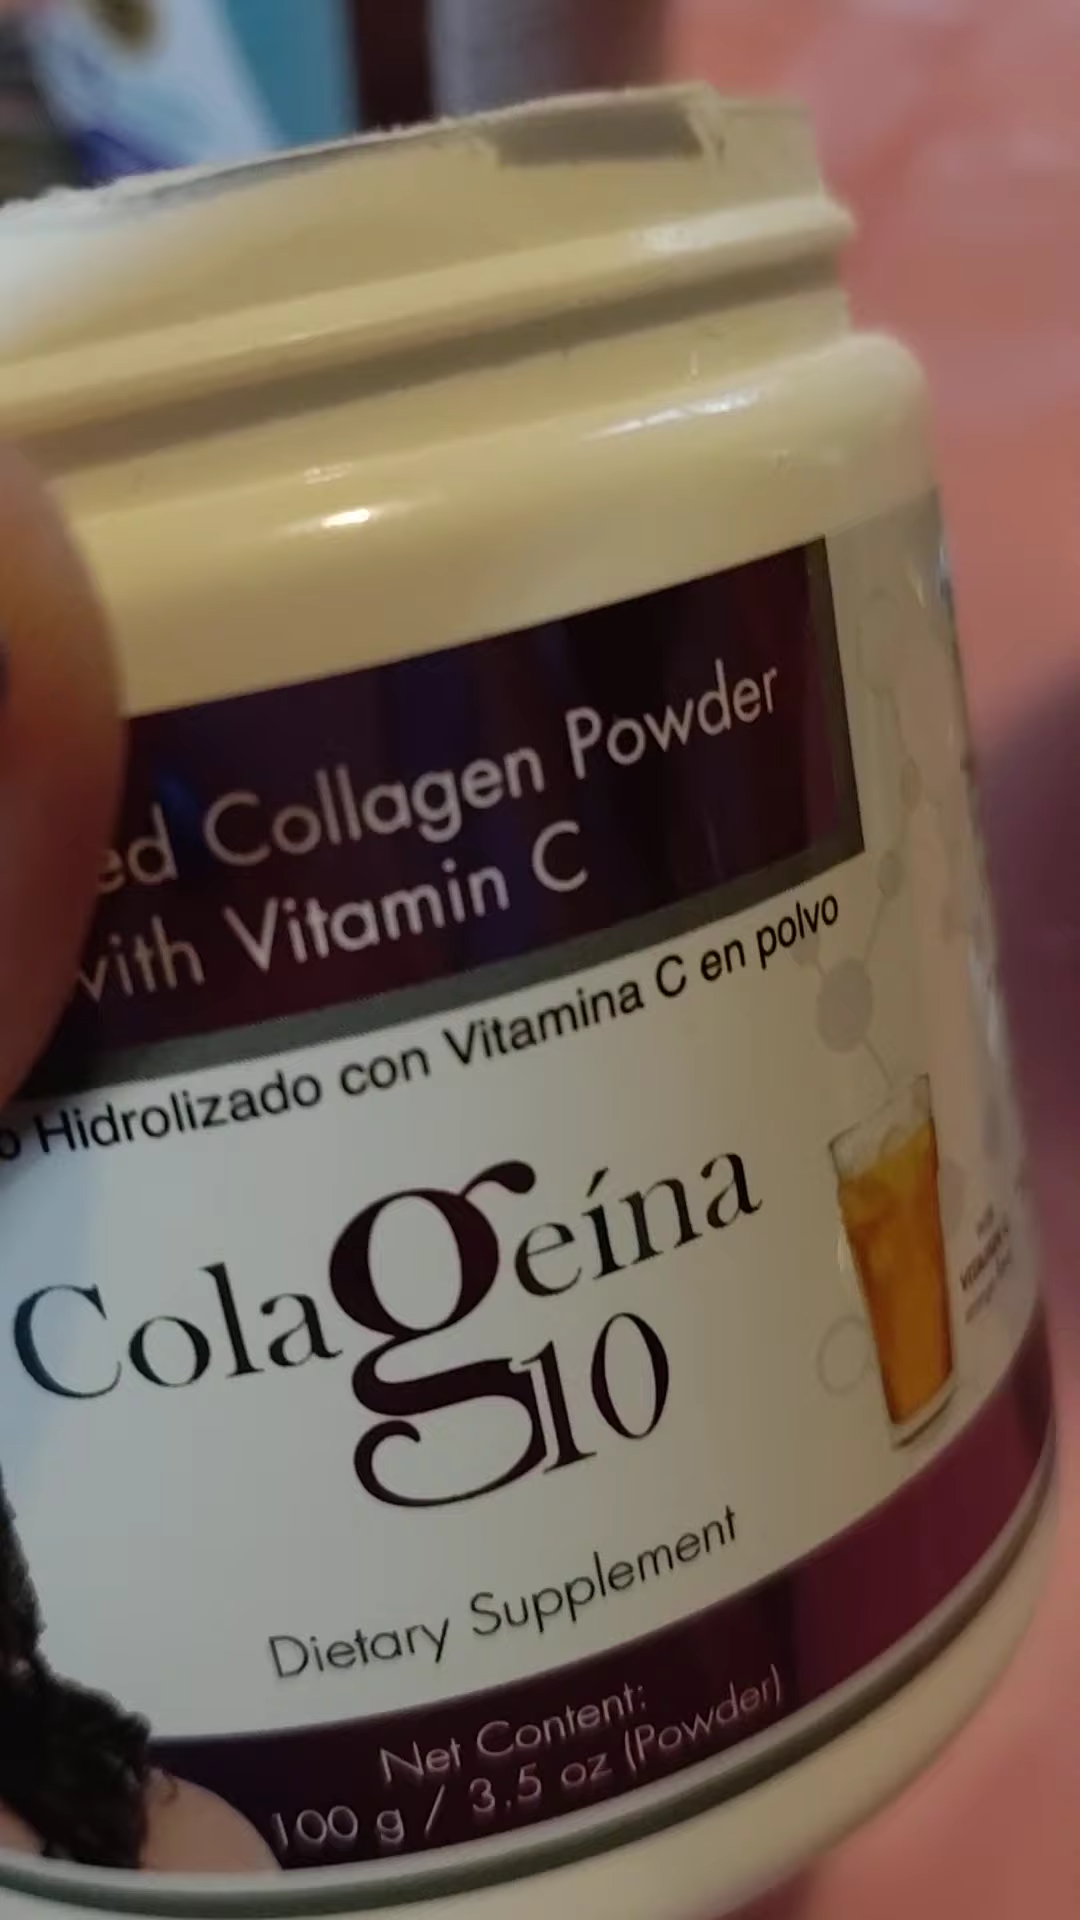 ed Collagen Powder
with Vitamin C
o Hidrolizado con Vitamina C en polvo
Colageína
10
Dietary Supplement
Net Content:
100 g / 3.5 oz (Powder)